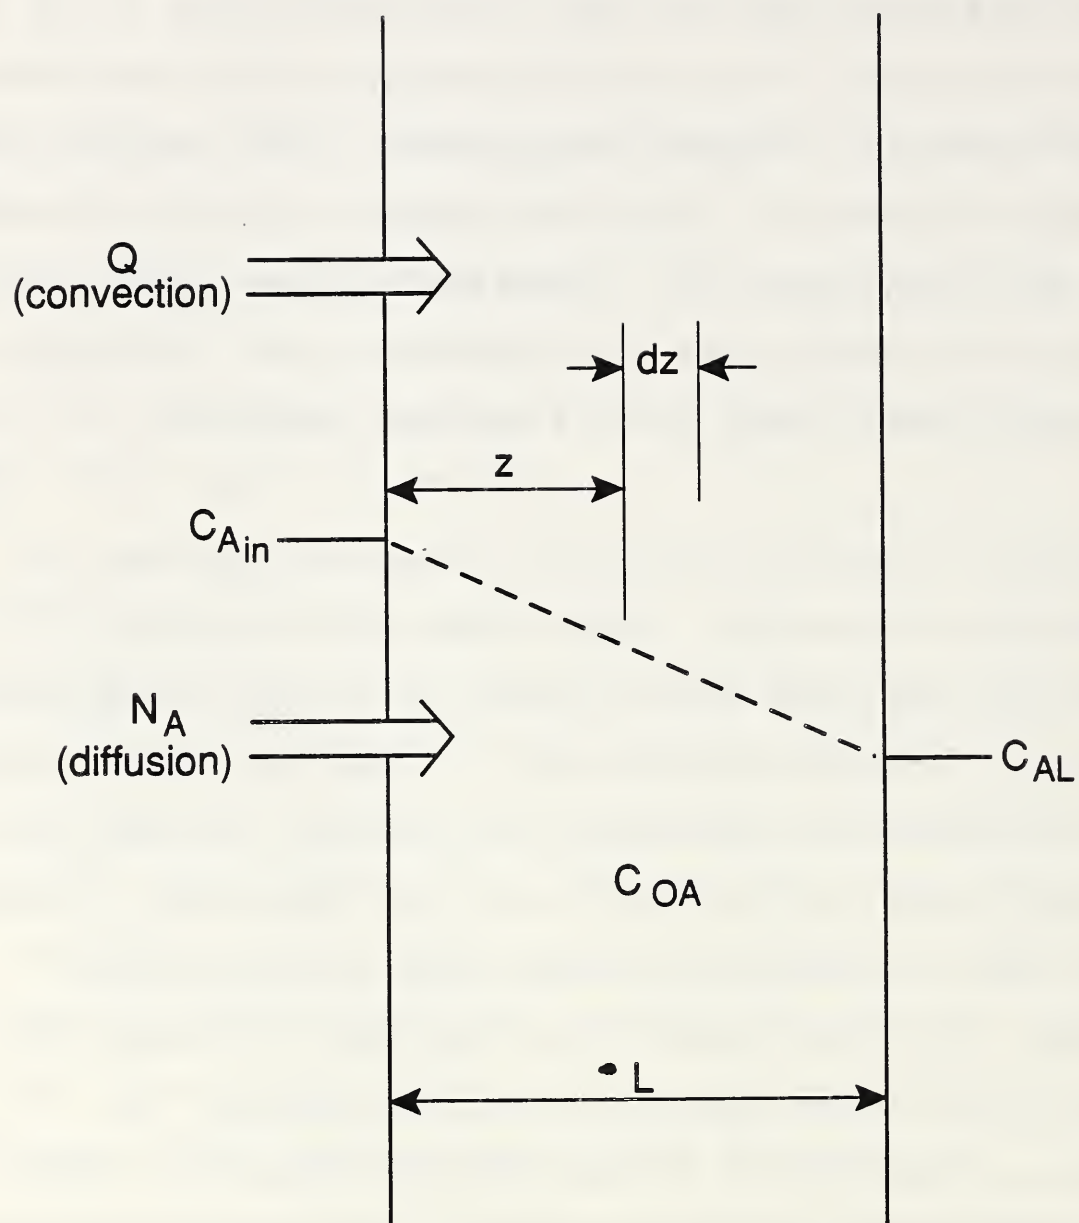 Q
(convection)
dz
z
C_A_in
N_A
(diffusion)
C_AL
C_OA
L